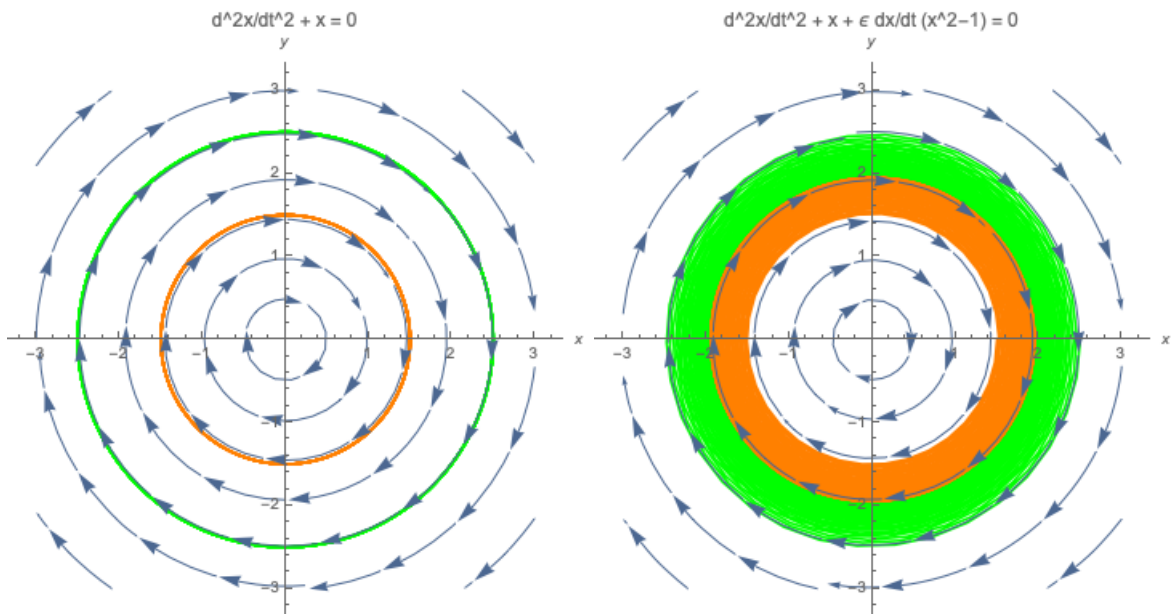 d^2x/dt^2 + x = 0
y
3
2
1
-3 -2 -1 1 2 3 x
-1
-2
-3
d^2x/dt^2 + x + ϵ dx/dt (x^2-1) = 0
y
3
2
1
-3 -2 -1 1 2 3 x
-1
-2
-3